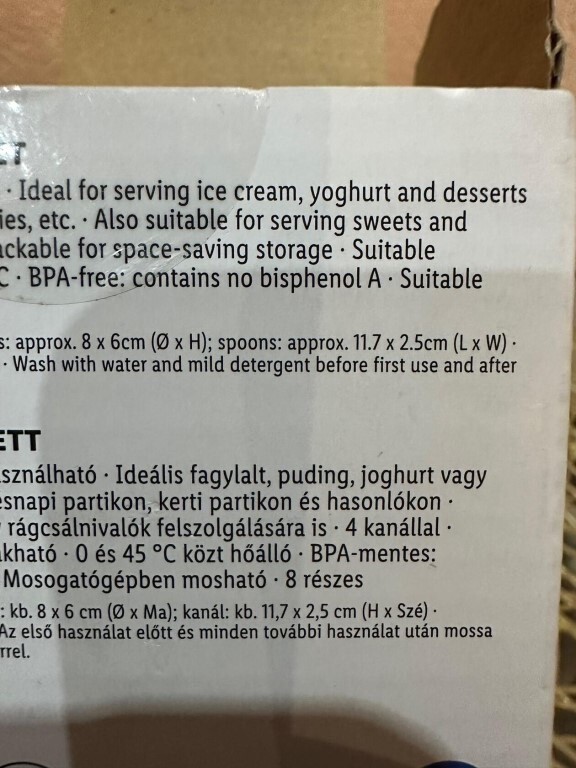 ET
· Ideal for serving ice cream, yoghurt and desserts
ies, etc. · Also suitable for serving sweets and
ackable for space-saving storage · Suitable
C · BPA-free: contains no bisphenol A · Suitable
s: approx. 8 x 6cm (Ø x H); spoons: approx. 11.7 x 2.5cm (L x W) ·
· Wash with water and mild detergent before first use and after
ETT
sználható · Ideális fagylalt, puding, joghurt vagy
esnapi partikon, kerti partikon és hasonlókon ·
rágcsálnivalók felszolgálására is · 4 kanállal ·
kható · 0 és 45 °C közt hőálló · BPA-mentes:
Mosogatógépben mosható · 8 részes
: kb. 8 x 6 cm (Ø x Ma); kanál: kb. 11,7 x 2,5 cm (H x Szé) ·
Az első használat előtt és minden további használat után mossa
rrel.